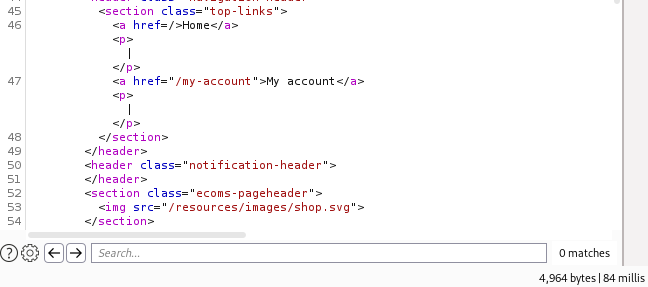 45 <section class="top-links">
46 <a href=/>Home</a>
<p>
|
</p>
47 <a href="/my-account">My account</a>
<p>
|
</p>
48 </section>
49 </header>
50 <header class="notification-header">
51 </header>
52 <section class="ecoms-pageheader">
53 <img src="/resources/images/shop.svg">
54 </section>
? Search... 0 matches
4,964 bytes | 84 millis